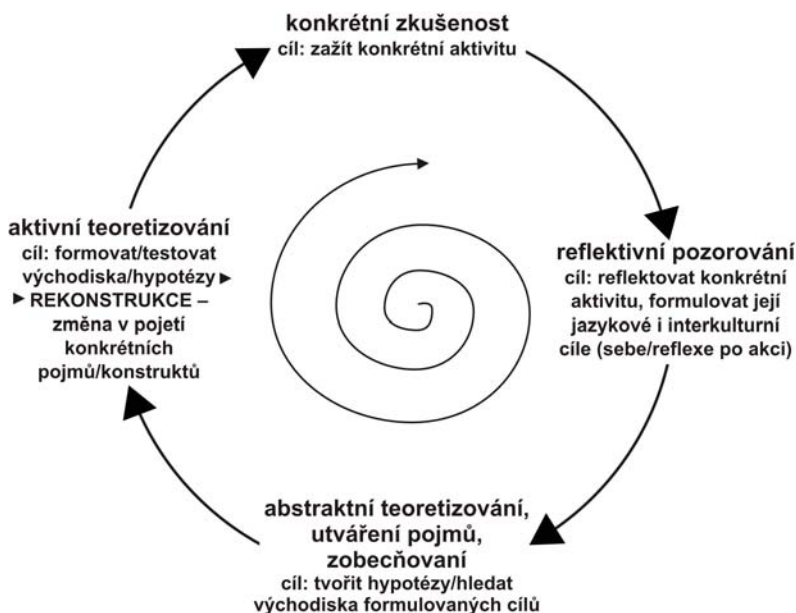 konkrétní zkušenost
cíl: zažít konkrétní aktivitu
reflektivní pozorování
cíl: reflektovat konkrétní
aktivitu, formulovat její
jazykové i interkulturní
cíle (sebe/reflexe po akci)
abstraktní teoretizování,
utváření pojmů,
zobecňovaní
cíl: tvořit hypotézy/hledat
východiska formulovaných cílů
aktivní teoretizování
cíl: formovat/testovat
východiska/hypotézy ►
► REKONSTRUKCE –
změna v pojetí
konkrétních
pojmů/konstruktů